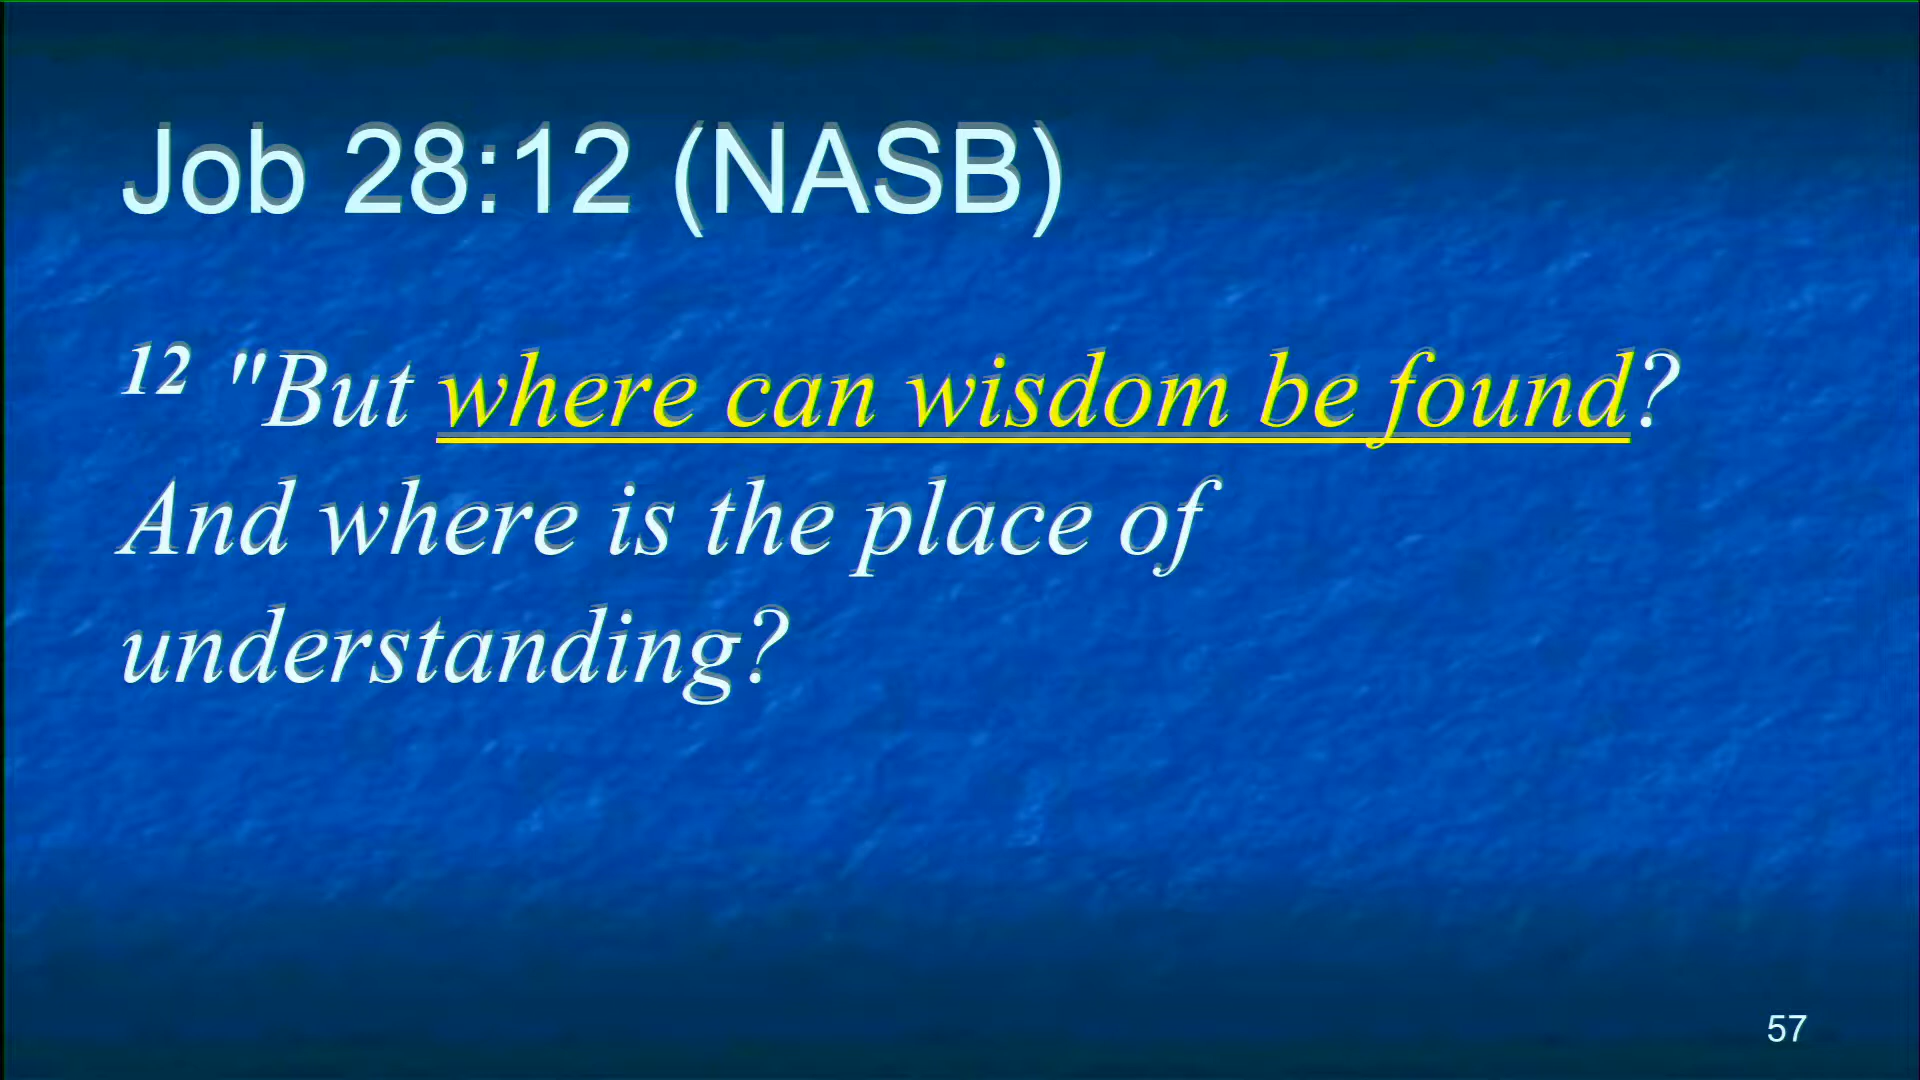 Job 28:12 (NASB)
12 "But where can wisdom be found?
And where is the place of
understanding?
57